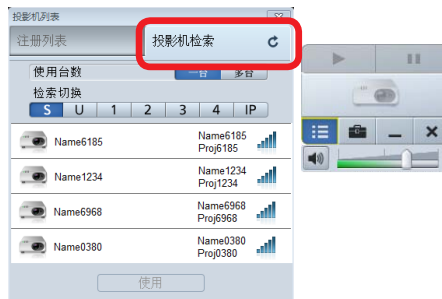 投影机列表
注册列表
投影机检索
使用台数
一台 多台
检索切换
S U 1 2 3 4 IP
Name6185 Name6185
Proj6185
Name1234 Name1234
Proj1234
Name6968 Name6968
Proj6968
Name0380 Name0380
Proj0380
使用